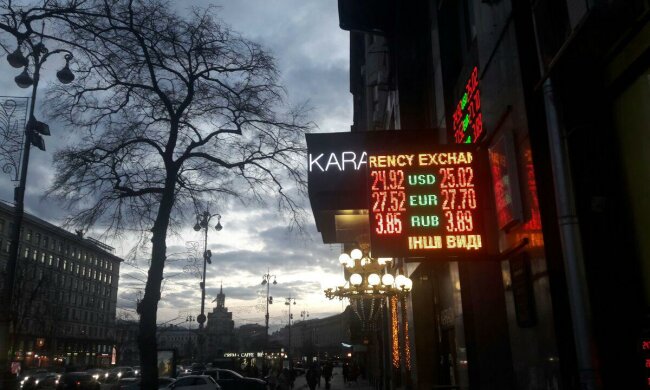 KARA
RENCY EXCHAN
24.92 USD 25.02
27.52 EUR 27.70
3.85 RUB 3.89
ІНШІ ВИДІ